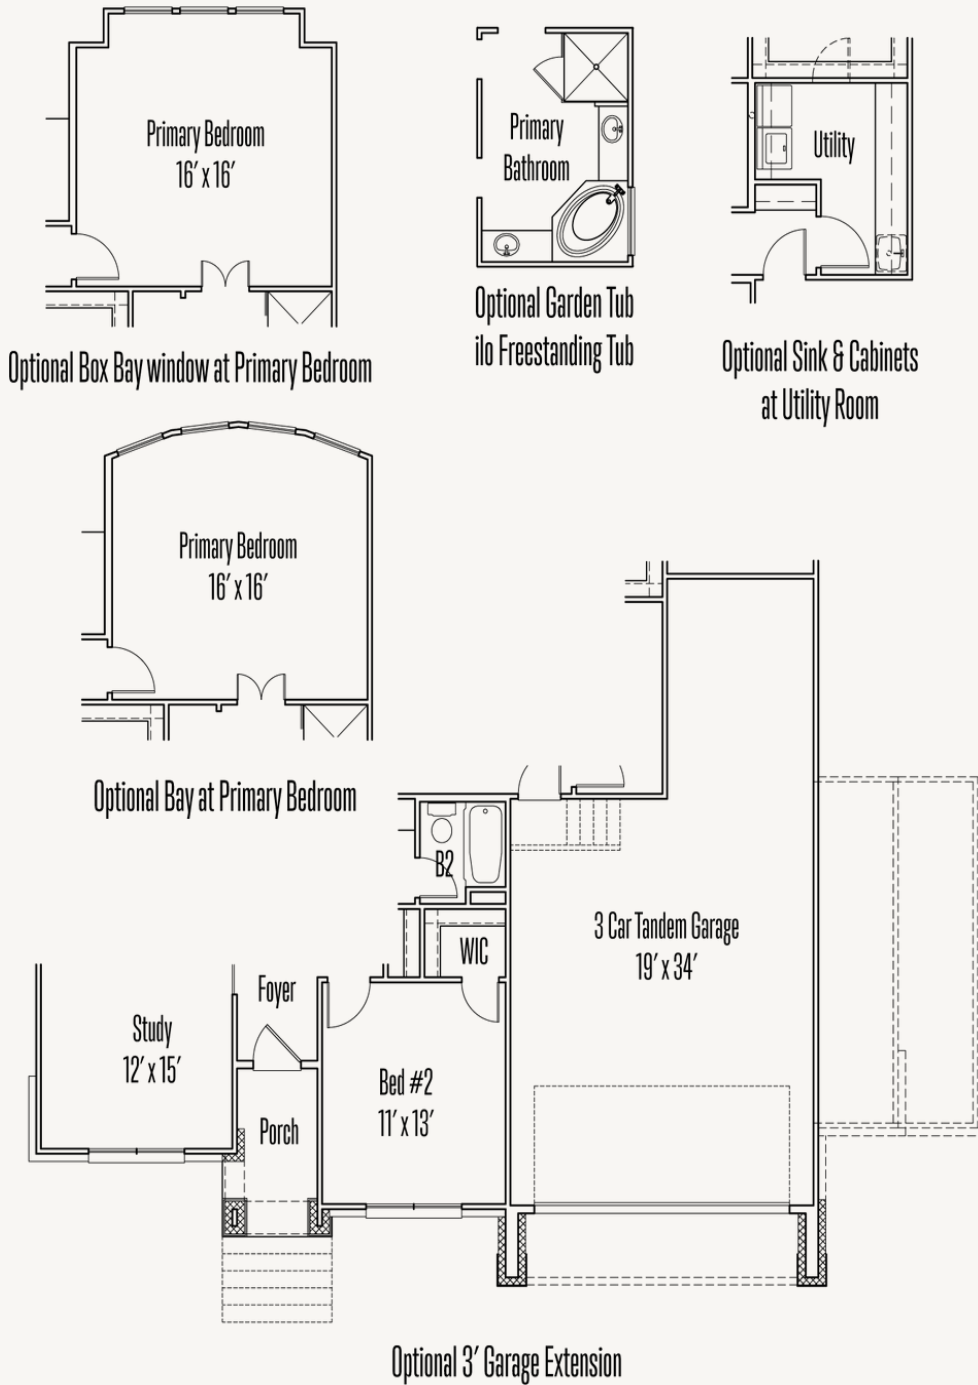 Primary Bedroom
16' x 16'
Optional Box Bay window at Primary Bedroom
Primary
Bathroom
Optional Garden Tub
ilo Freestanding Tub
Utility
Optional Sink & Cabinets
at Utility Room
Primary Bedroom
16' x 16'
Optional Bay at Primary Bedroom
B2
WIC
3 Car Tandem Garage
19' x 34'
Foyer
Study
12' x 15'
Bed #2
11' x 13'
Porch
Optional 3' Garage Extension